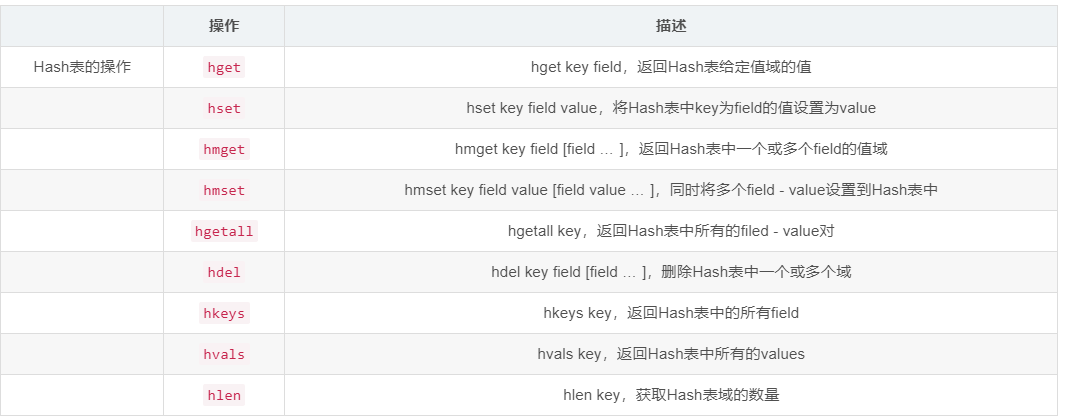 操作 描述
Hash表的操作 hget hget key field，返回Hash表给定值域的值
hset hset key field value，将Hash表中key为field的值设置为value
hmget hmget key field [field … ]，返回Hash表中一个或多个field的值域
hmset hmset key field value [field value … ]，同时将多个field - value设置到Hash表中
hgetall hgetall key，返回Hash表中所有的filed - value对
hdel hdel key field [field … ]，删除Hash表中一个或多个域
hkeys hkeys key，返回Hash表中的所有field
hvals hvals key，返回Hash表中所有的values
hlen hlen key，获取Hash表域的数量